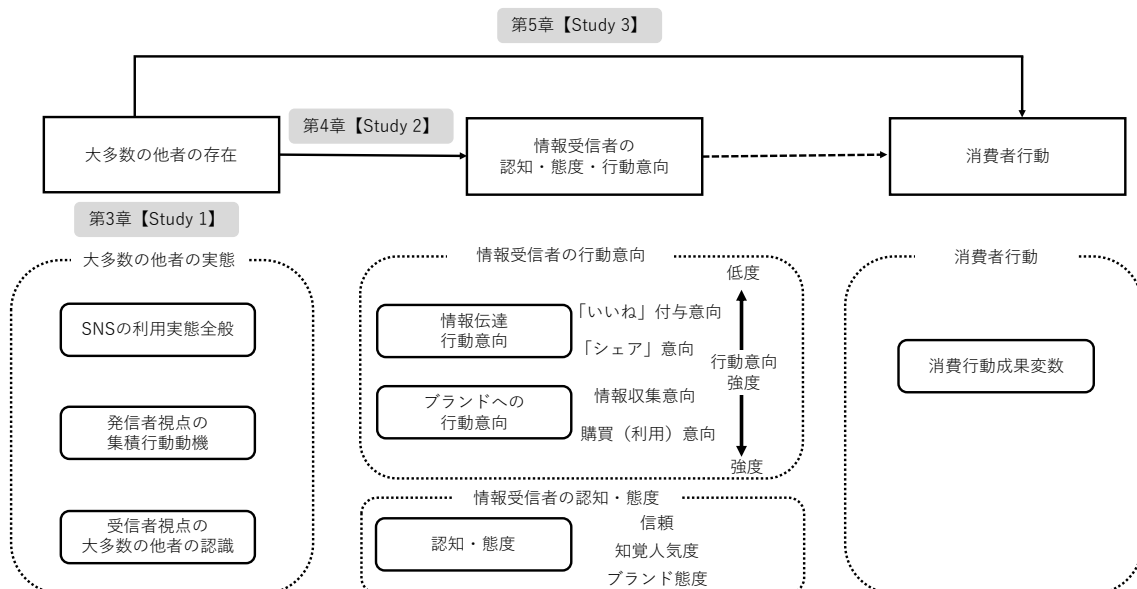 第5章【Study 3】
第4章【Study 2】
大多数の他者の存在
情報受信者の
認知・態度・行動意向
消費者行動
第3章【Study 1】
大多数の他者の実態
SNSの利用実態全般
発信者視点の
集積行動動機
受信者視点の
大多数の他者の認識
情報受信者の行動意向
低度
情報伝達
行動意向
「いいね」付与意向
「シェア」意向
行動意向
強度
ブランドへの
行動意向
情報収集意向
購買（利用）意向
強度
情報受信者の認知・態度
認知・態度
信頼
知覚人気度
ブランド態度
消費者行動
消費行動成果変数